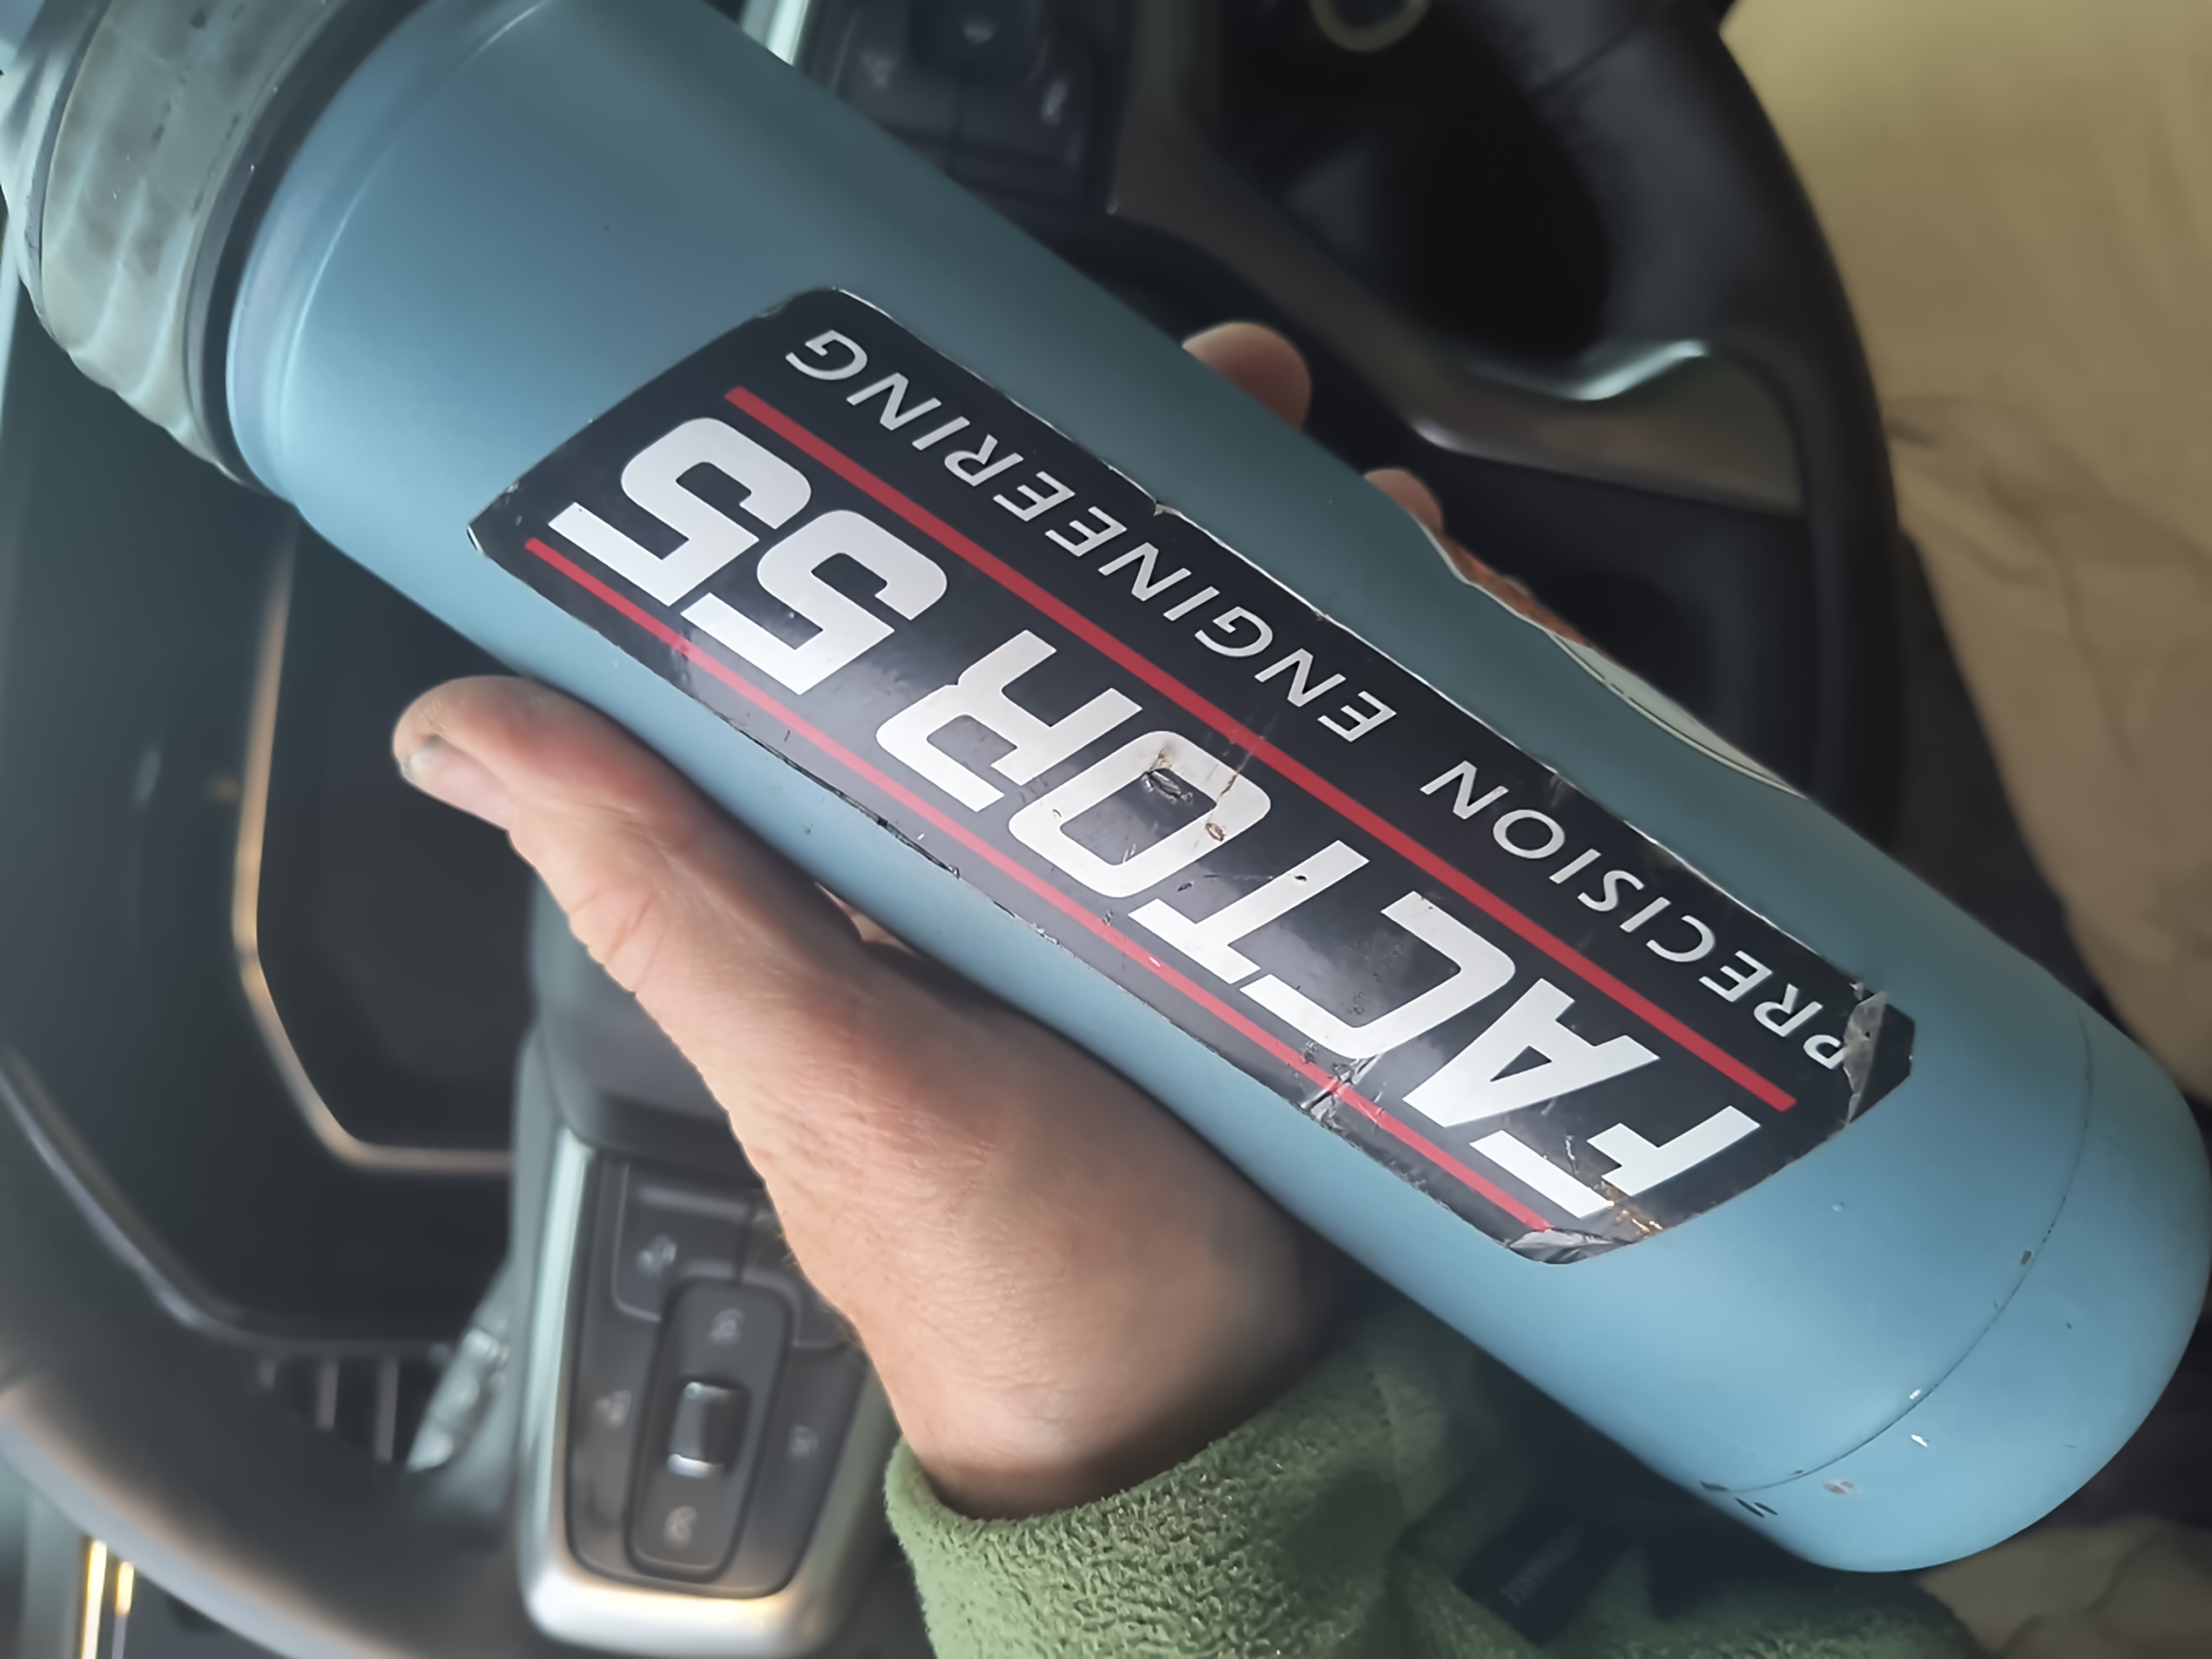 FACTOR 55
PRECISION ENGINEERING